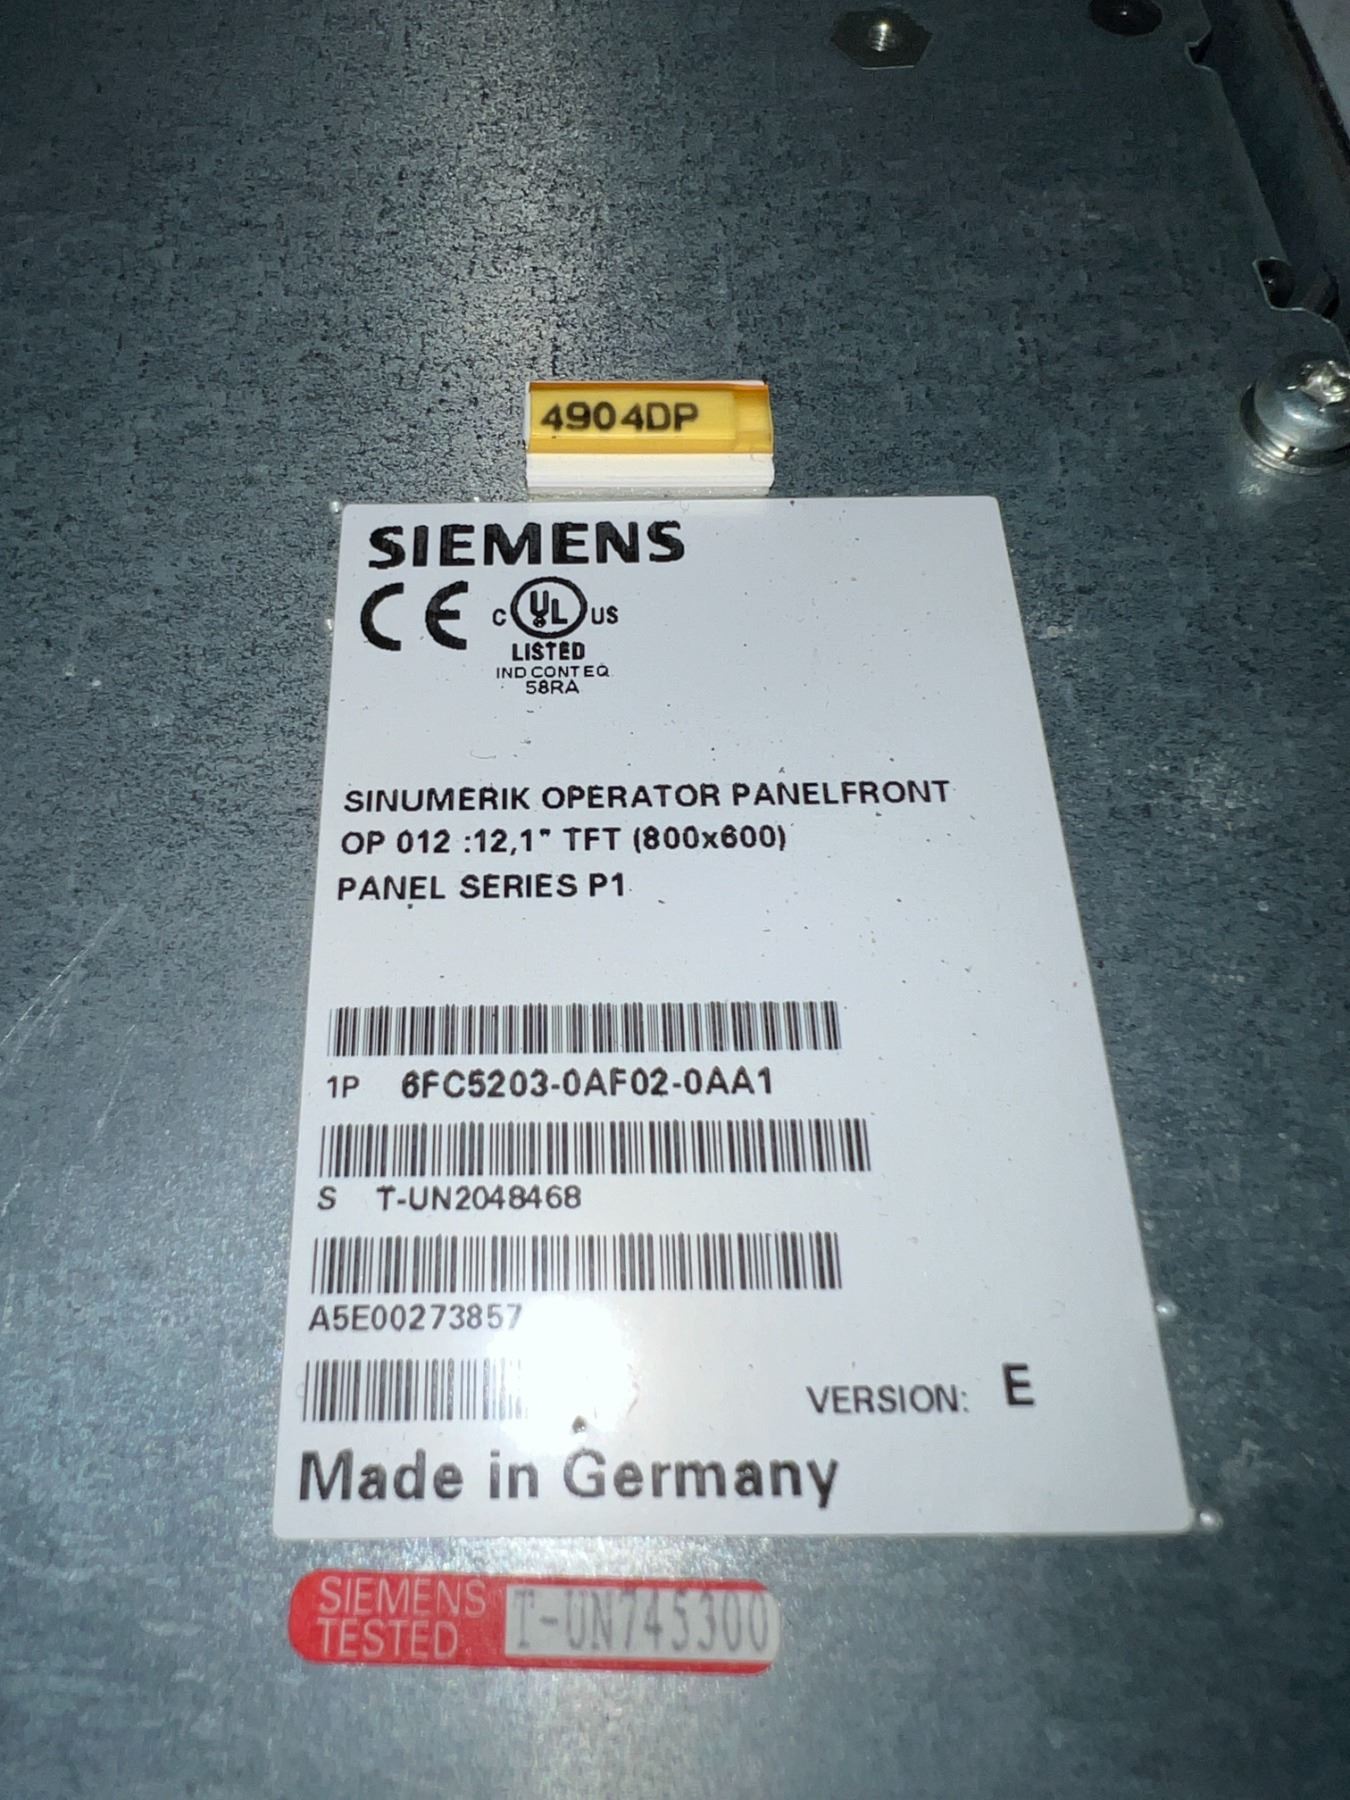 4904DP
SIEMENS
CE C UL US
LISTED
IND CONT EQ
58RA
SINUMERIK OPERATOR PANELFRONT
OP 012 :12,1" TFT (800x600)
PANEL SERIES P1
1P 6FC5203-0AF02-0AA1
S T-UN2048468
A5E00273857
VERSION: E
Made in Germany
SIEMENS
TESTED T-UN745300